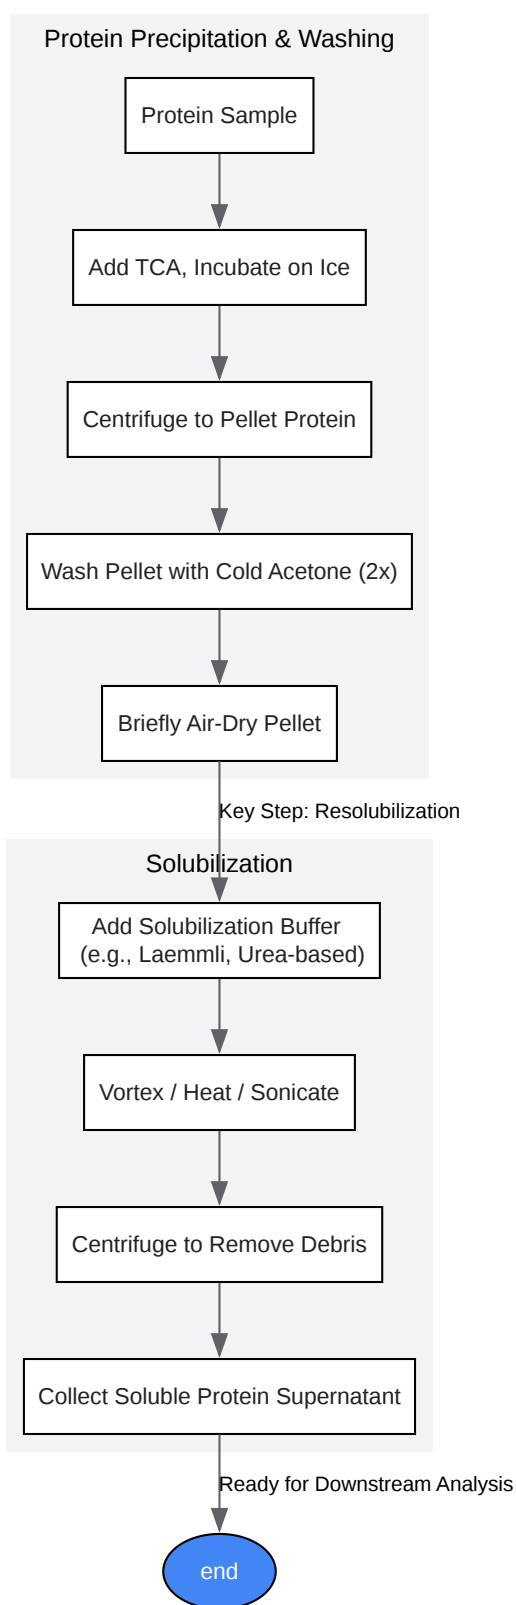 Protein Precipitation & Washing
Protein Sample
Add TCA, Incubate on Ice
Centrifuge to Pellet Protein
Wash Pellet with Cold Acetone (2x)
Briefly Air-Dry Pellet
Key Step: Resolubilization
Solubilization
Add Solubilization Buffer
(e.g., Laemmli, Urea-based)
Vortex / Heat / Sonicate
Centrifuge to Remove Debris
Collect Soluble Protein Supernatant
Ready for Downstream Analysis
end